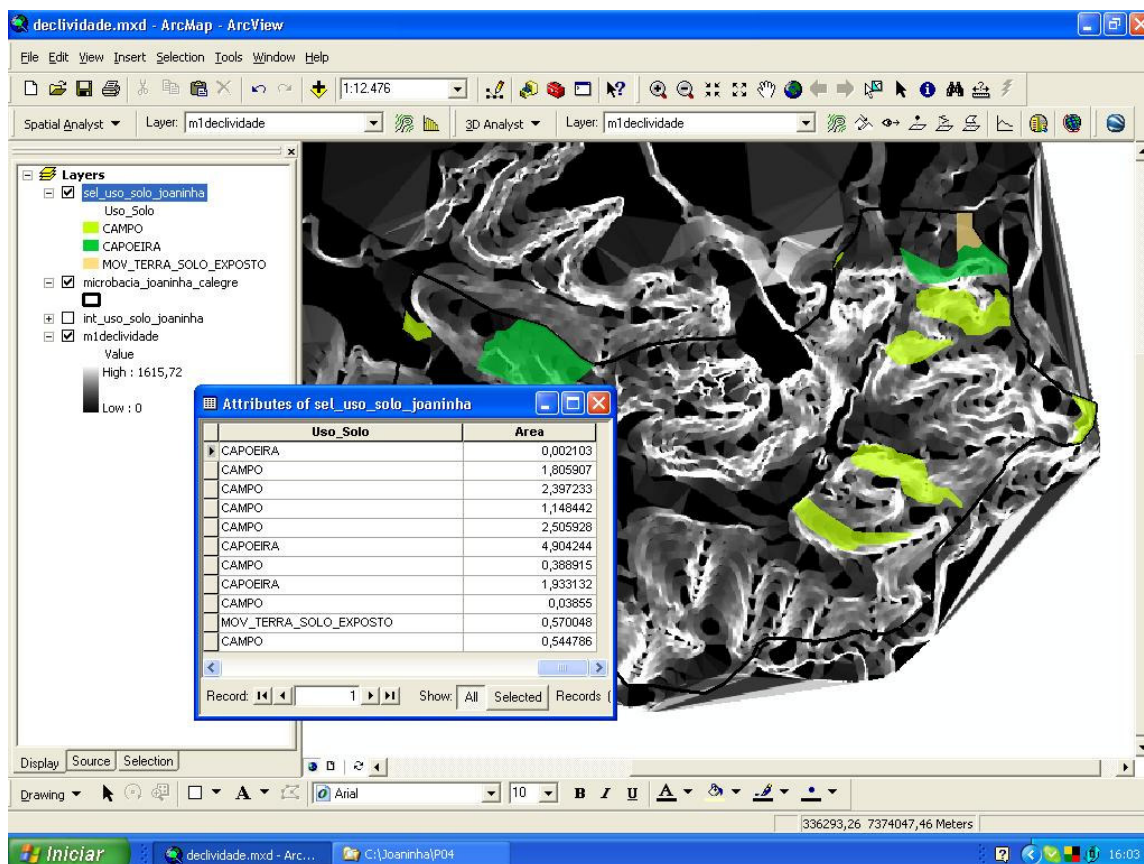 declividade.mxd - ArcMap - ArcView
File Edit View Insert Selection Tools Window Help
1:12.476
Spatial Analyst Layer: m1declividade 3D Analyst Layer: m1declividade
Layers
sel_uso_solo_joaninha
Uso_Solo
CAMPO
CAPOEIRA
MOV_TERRA_SOLO_EXPOSTO
microbacia_joaninha_calegre
int_uso_solo_joaninha
m1declividade
Value
High : 1615,72
Low : 0
Attributes of sel_uso_solo_joaninha
Uso_Solo Area
CAPOEIRA 0,002103
CAMPO 1,805907
CAMPO 2,397233
CAMPO 1,148442
CAMPO 2,505928
CAPOEIRA 4,904244
CAMPO 0,388915
CAPOEIRA 1,933132
CAMPO 0,03855
MOV_TERRA_SOLO_EXPOSTO 0,570048
CAMPO 0,544786
Record: 1 Show: All Selected Records (
Display Source Selection
Drawing A Arial 10 B I U A
336293,26 7374047,46 Meters
Iniciar declividade.mxd - Arc... C:\Joaninha\P04 16:03